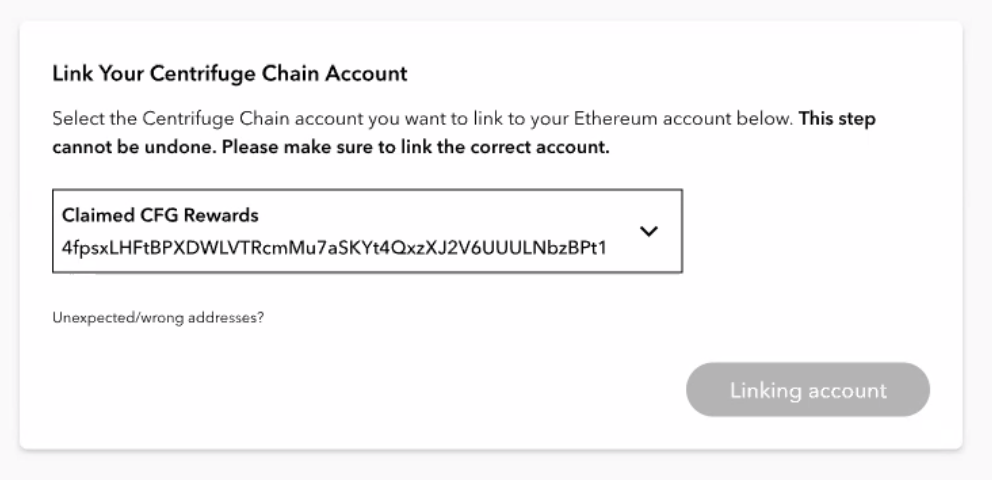 Link Your Centrifuge Chain Account
Select the Centrifuge Chain account you want to link to your Ethereum account below. This step
cannot be undone. Please make sure to link the correct account.
Claimed CFG Rewards
4fpsxLHFtBPXDWLVTRcmMu7aSKYt4QxzXJ2V6UUULNbzBPt1
Unexpected/wrong addresses?
Linking account